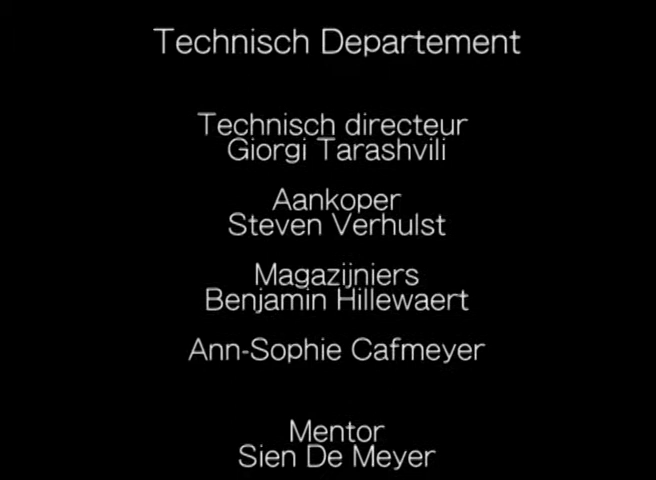 Technisch Departement
Technisch directeur
Giorgi Tarashvili
Aankoper
Steven Verhulst
Magazijniers
Benjamin Hillewaert
Ann-Sophie Cafmeyer
Mentor
Sien De Meyer